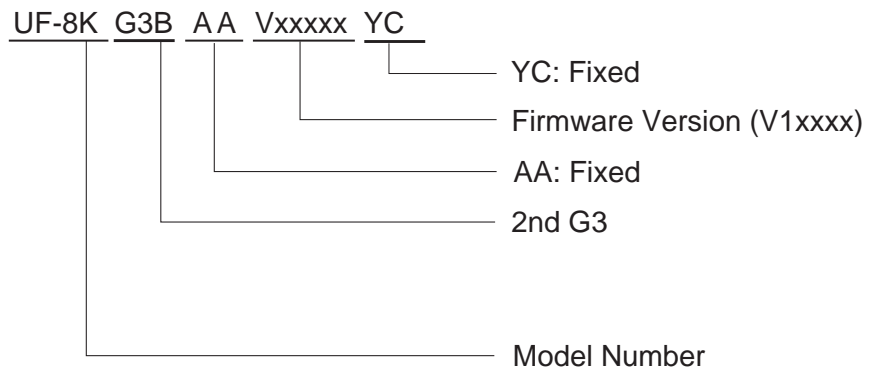 UF-8K G3B AA Vxxxxx YC
YC: Fixed
Firmware Version (V1xxxx)
AA: Fixed
2nd G3
Model Number